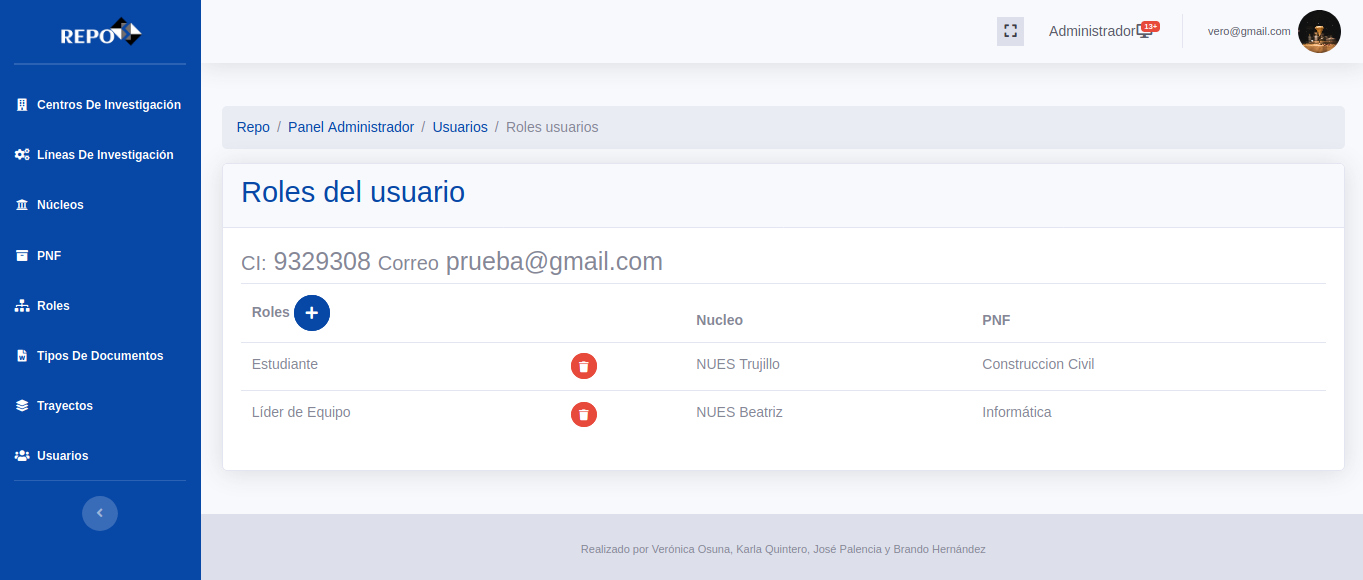 REPO
Administrador 13+ vero@gmail.com
Centros De Investigación
Líneas De Investigación
Núcleos
PNF
Roles
Tipos De Documentos
Trayectos
Usuarios
Repo / Panel Administrador / Usuarios / Roles usuarios
Roles del usuario
CI: 9329308 Correo prueba@gmail.com
Roles Nucleo PNF
Estudiante NUES Trujillo Construccion Civil
Líder de Equipo NUES Beatriz Informática
Realizado por Verónica Osuna, Karla Quintero, José Palencia y Brando Hernández